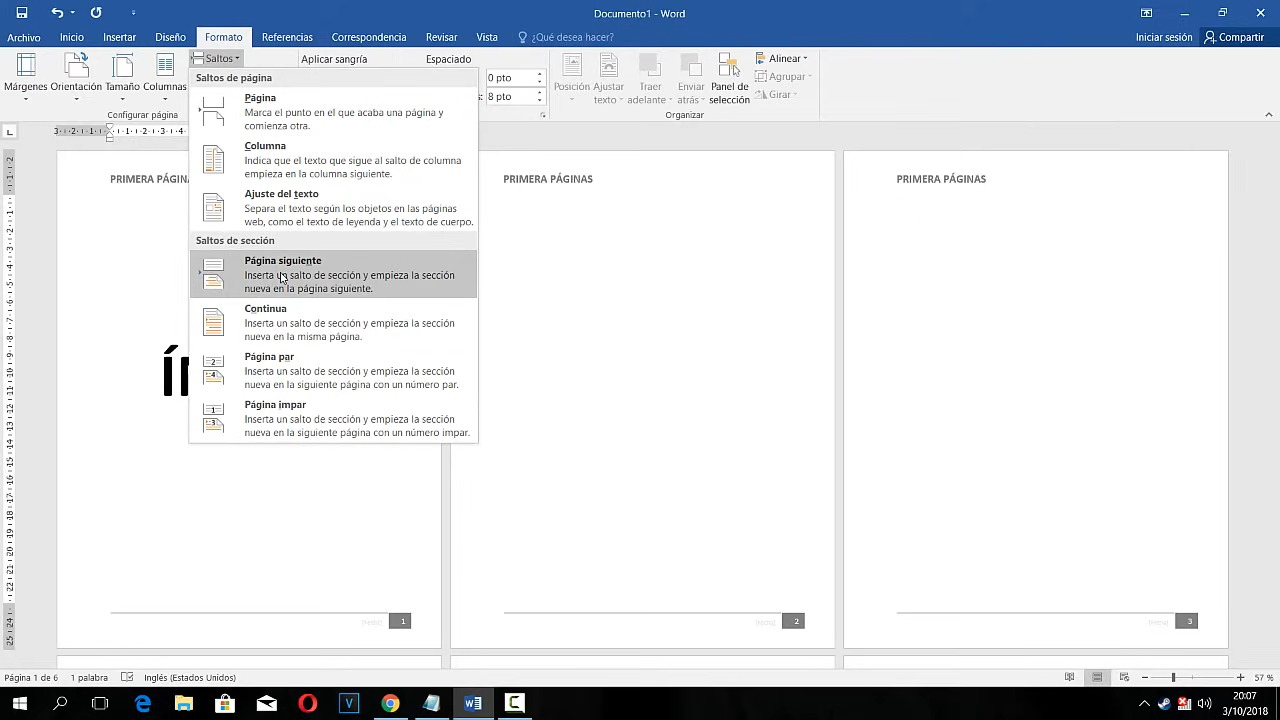 Documento1 - Word
Archivo Inicio Insertar Diseño Formato Referencias Correspondencia Revisar Vista ¿Qué desea hacer? Iniciar sesión Compartir
Saltos Aplicar sangría Espaciado
Márgenes Orientación Tamaño Columnas
0 pto
8 pto
Posición Ajustar texto Traer adelante Enviar atrás Panel de selección
Alinear
Agrupar
Girar
Configurar página Organizar
Saltos de página
Página
Marca el punto en el que acaba una página y
comienza otra.
Columna
Indica que el texto que sigue al salto de columna
empieza en la columna siguiente.
Ajuste del texto
Separa el texto según los objetos en las páginas
web, como el texto de leyenda y el texto de cuerpo.
Saltos de sección
Página siguiente
Inserta un salto de sección y empieza la sección
nueva en la página siguiente.
Continua
Inserta un salto de sección y empieza la sección
nueva en la misma página.
Página par
Inserta un salto de sección y empieza la sección
nueva en la siguiente página con un número par.
Página impar
Inserta un salto de sección y empieza la sección
nueva en la siguiente página con un número impar.
PRIMERA PÁGINA PRIMERA PÁGINAS PRIMERA PÁGINAS
1 2 3
Página 1 de 6 1 palabra Inglés (Estados Unidos) 57 %
20:07
3/10/2018